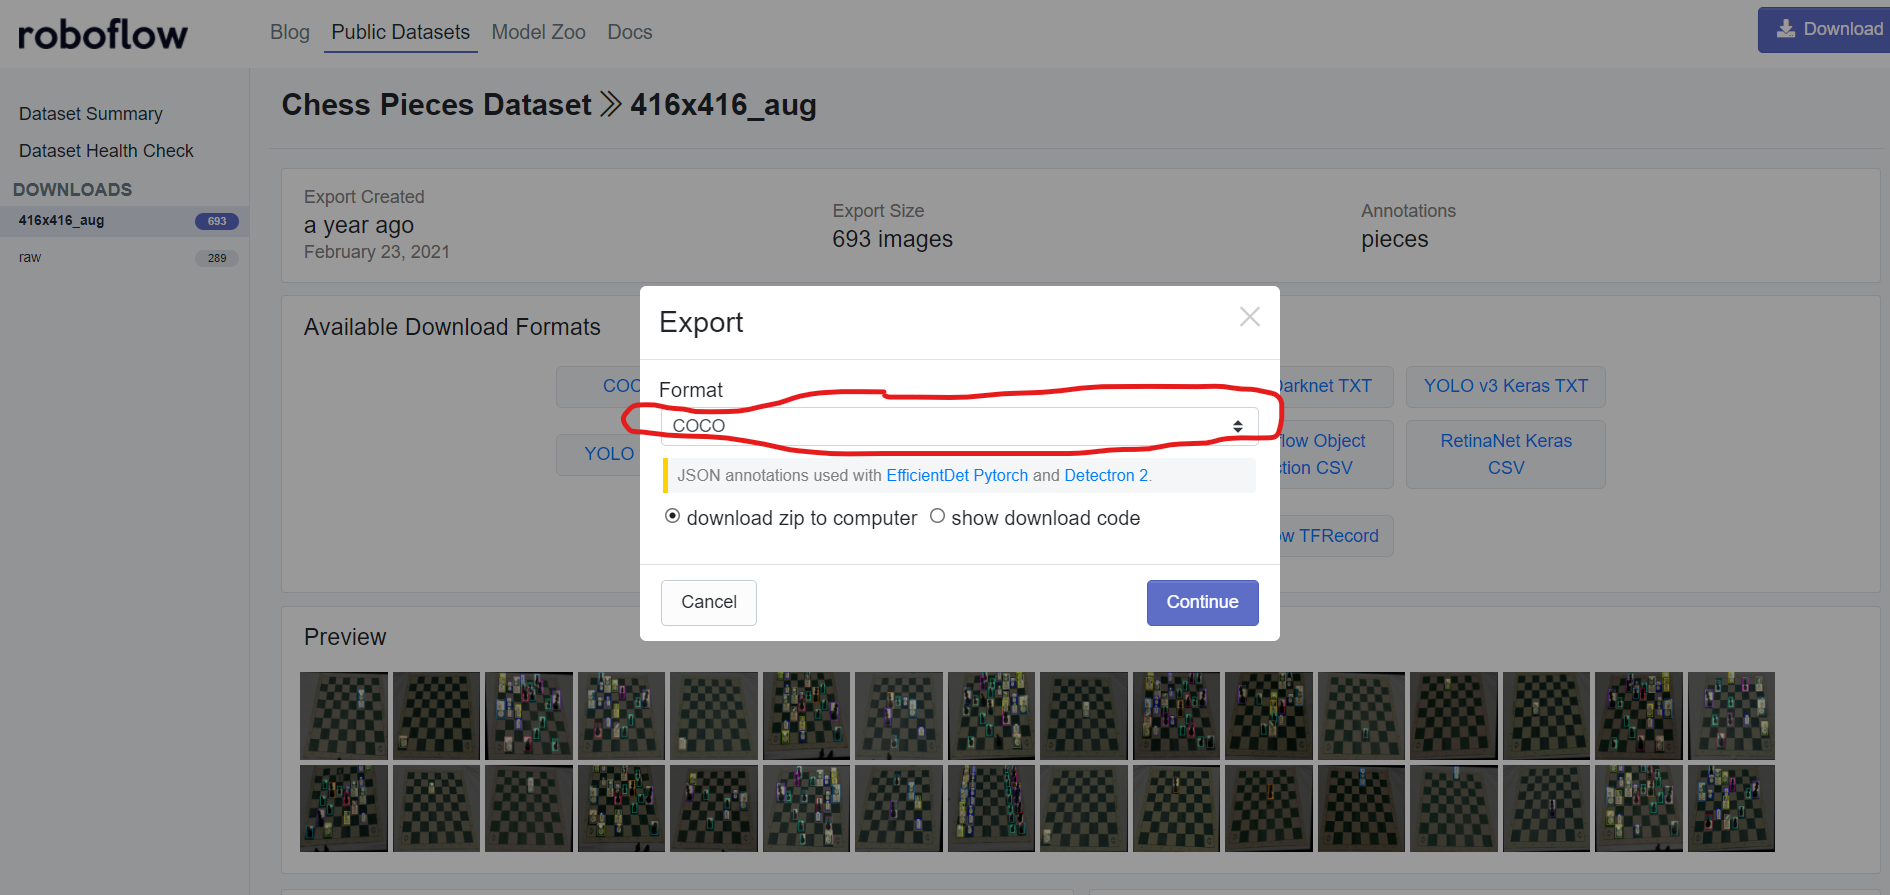 roboflow
Blog Public Datasets Model Zoo Docs
Download
Dataset Summary
Dataset Health Check
DOWNLOADS
416x416_aug 693
raw 289
Chess Pieces Dataset >> 416x416_aug
Export Created
a year ago
February 23, 2021
Export Size
693 images
Annotations
pieces
Available Download Formats
COC
YOLO
arknet TXT
YOLO v3 Keras TXT
flow Object
tion CSV
RetinaNet Keras
CSV
w TFRecord
Export
Format
COCO
JSON annotations used with EfficientDet Pytorch and Detectron 2.
download zip to computer show download code
Cancel
Continue
Preview